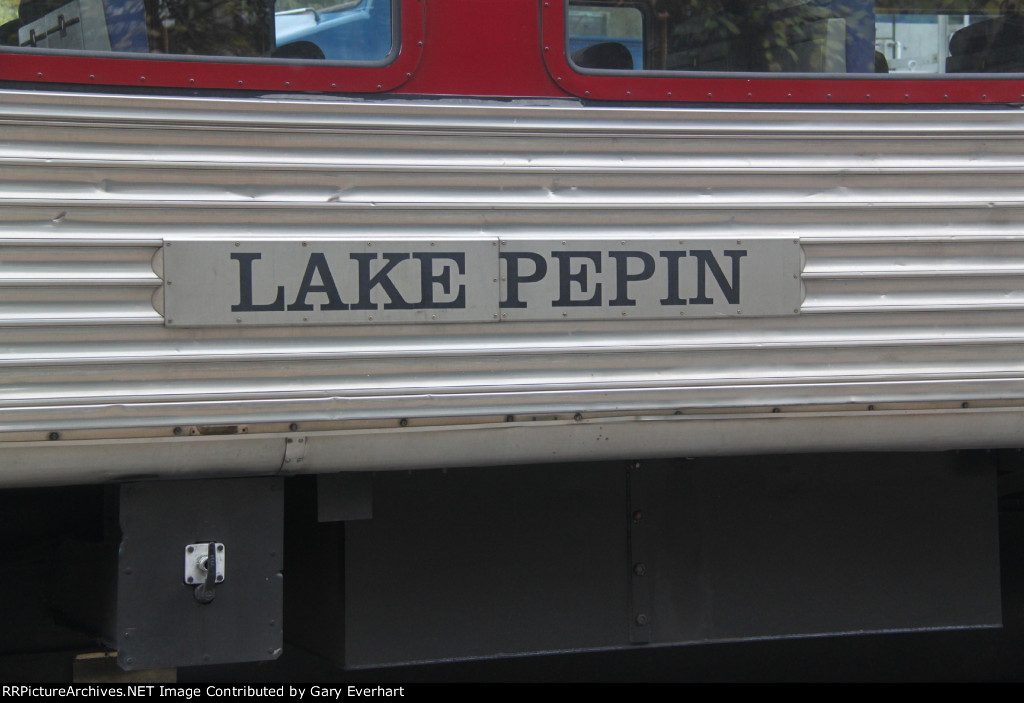 LAKE PEPIN
RRPictureArchives.NET Image Contributed by Gary Everhart